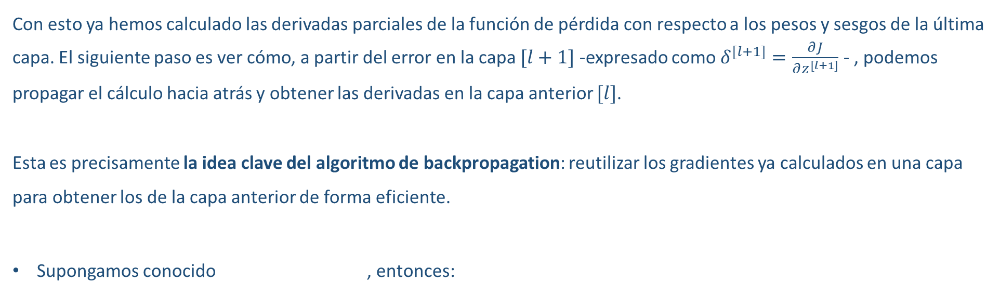 Con esto ya hemos calculado las derivadas parciales de la función de pérdida con respecto a los pesos y sesgos de la última
capa. El siguiente paso es ver cómo, a partir del error en la capa [l + 1] -expresado como δ^[l+1] = ∂J/∂z^[l+1] - , podemos
propagar el cálculo hacia atrás y obtener las derivadas en la capa anterior [l].
Esta es precisamente la idea clave del algoritmo de backpropagation: reutilizar los gradientes ya calculados en una capa
para obtener los de la capa anterior de forma eficiente.
• Supongamos conocido , entonces: